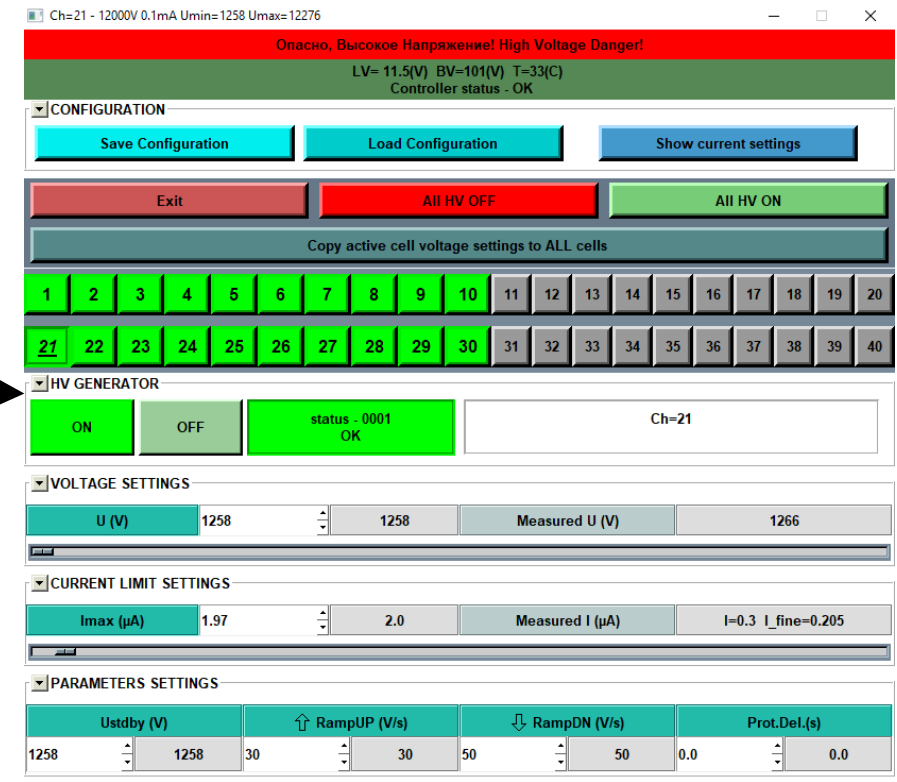 Ch=21 - 12000V 0.1mA Umin=1258 Umax=12276
Опасно, Высокое Напряжение! High Voltage Danger!
LV= 11.5(V) BV=101(V) T=33(C)
Controller status - OK
CONFIGURATION
Save Configuration Load Configuration Show current settings
Exit All HV OFF All HV ON
Copy active cell voltage settings to ALL cells
1 2 3 4 5 6 7 8 9 10 11 12 13 14 15 16 17 18 19 20
21 22 23 24 25 26 27 28 29 30 31 32 33 34 35 36 37 38 39 40
HV GENERATOR
ON OFF status - 0001 OK Ch=21
VOLTAGE SETTINGS
U (V) 1258 1258 Measured U (V) 1266
CURRENT LIMIT SETTINGS
Imax (µA) 1.97 2.0 Measured I (µA) I=0.3 I_fine=0.205
PARAMETERS SETTINGS
Ustdby (V) RampUP (V/s) RampDN (V/s) Prot.Del.(s)
1258 1258 30 30 50 50 0.0 0.0